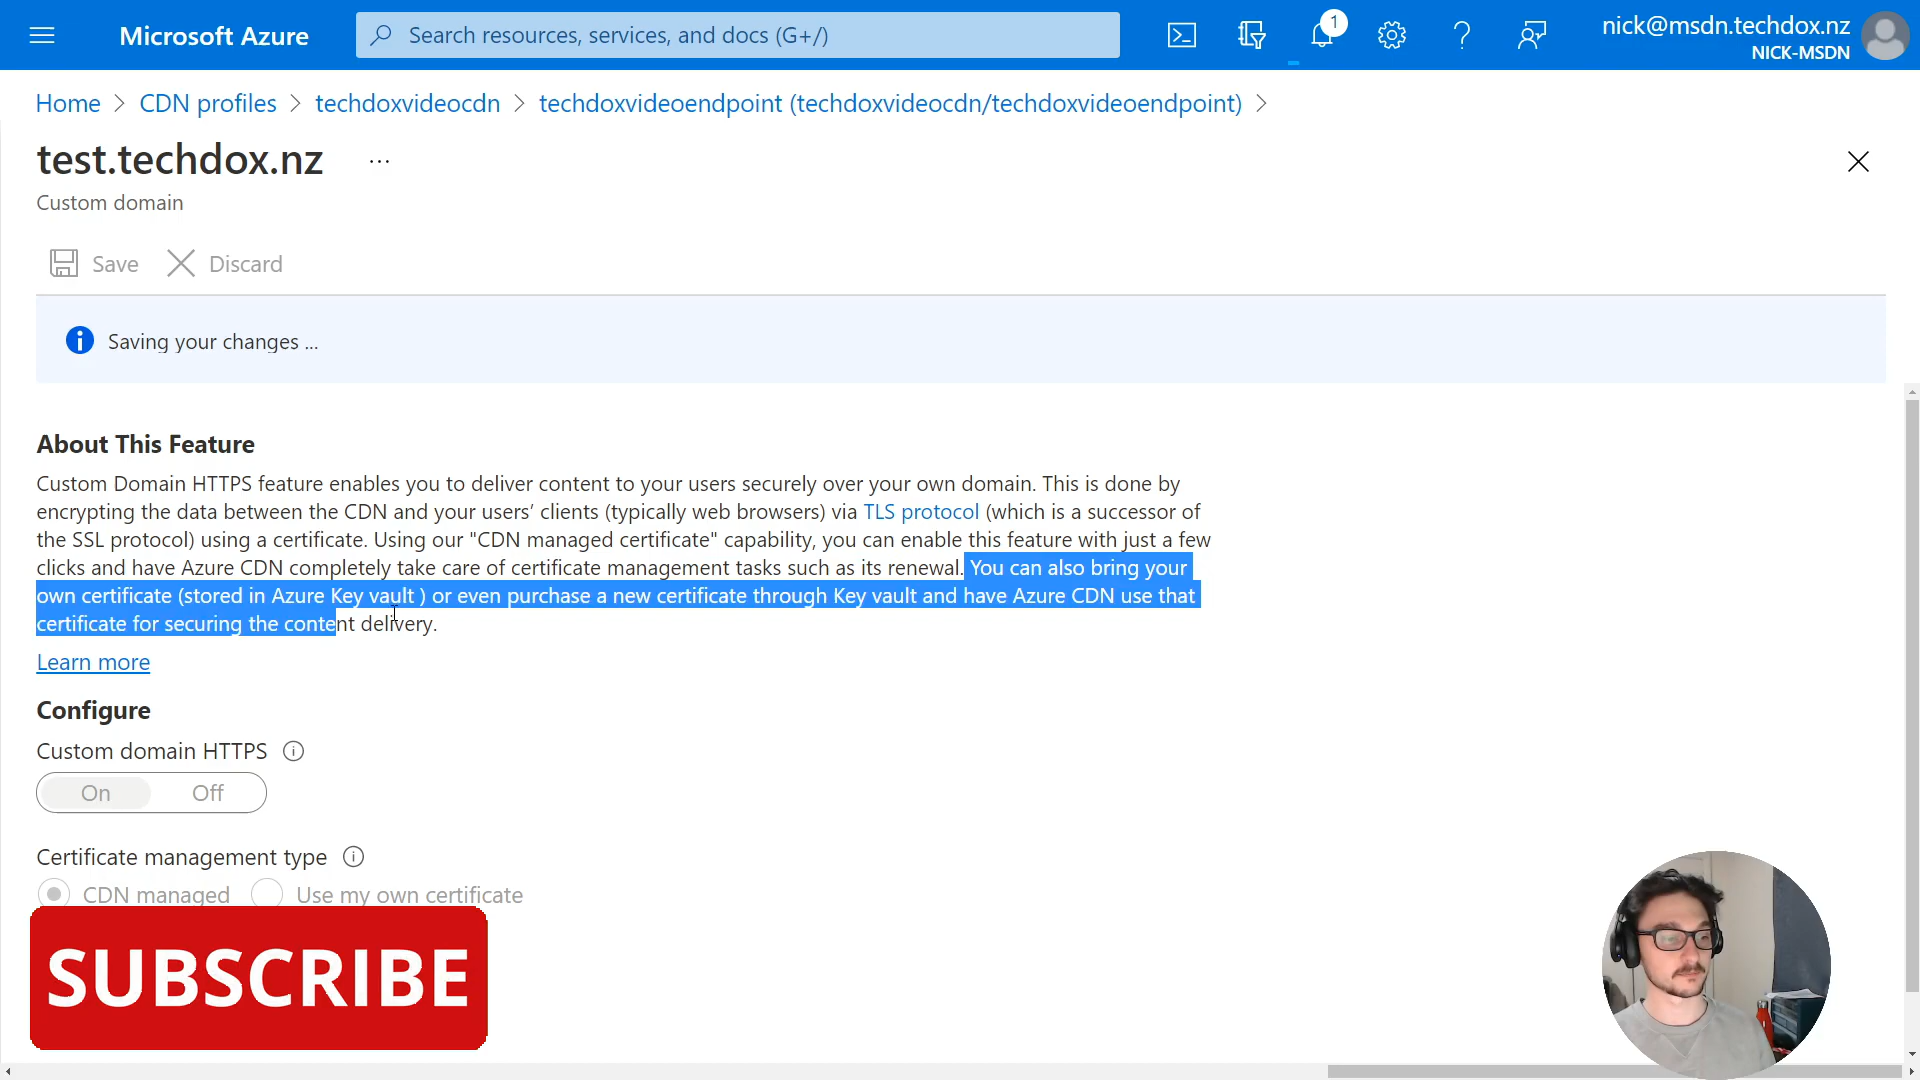 Microsoft Azure
Search resources, services, and docs (G+/)
1
nick@msdn.techdox.nz
NICK-MSDN
Home > CDN profiles > techdoxvideocdn > techdoxvideoendpoint (techdoxvideocdn/techdoxvideoendpoint) >
test.techdox.nz ...
Custom domain
Save Discard
Saving your changes ...
About This Feature
Custom Domain HTTPS feature enables you to deliver content to your users securely over your own domain. This is done by
encrypting the data between the CDN and your users' clients (typically web browsers) via TLS protocol (which is a successor of
the SSL protocol) using a certificate. Using our "CDN managed certificate" capability, you can enable this feature with just a few
clicks and have Azure CDN completely take care of certificate management tasks such as its renewal. You can also bring your
own certificate (stored in Azure Key vault ) or even purchase a new certificate through Key vault and have Azure CDN use that
certificate for securing the content delivery.
Learn more
Configure
Custom domain HTTPS
On Off
Certificate management type
CDN managed Use my own certificate
SUBSCRIBE